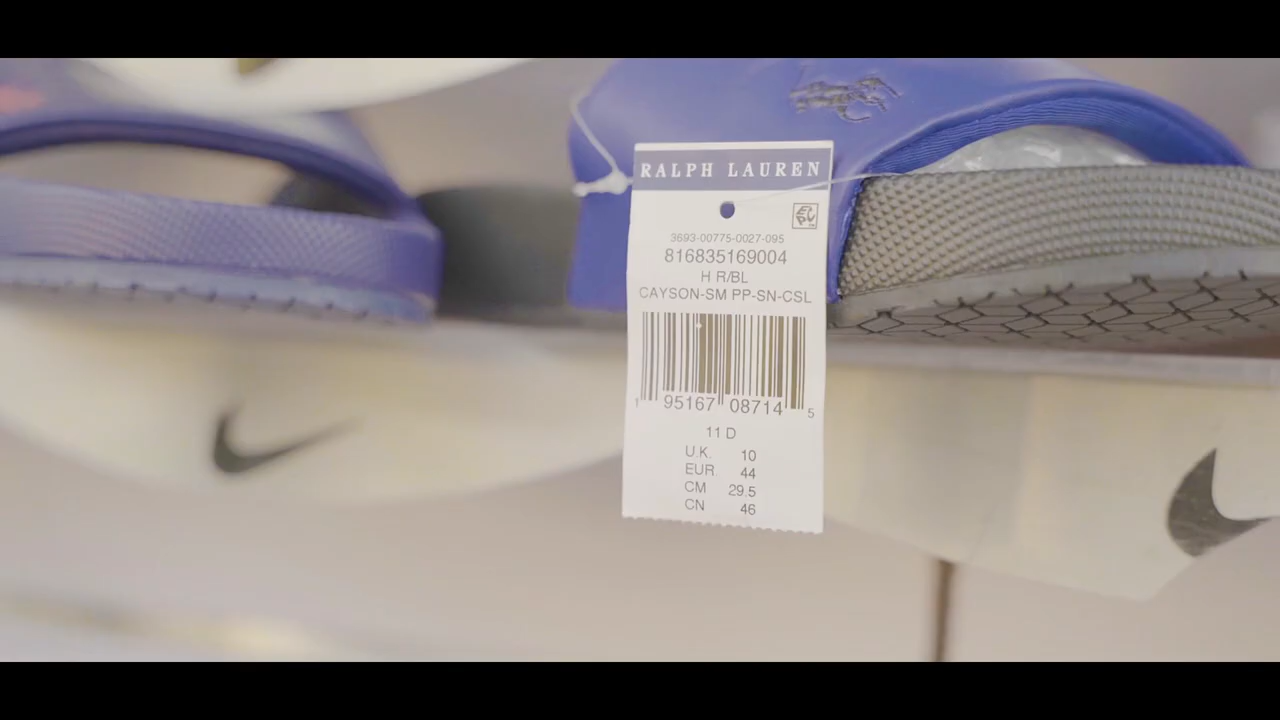 RALPH LAUREN
3693-00775-0027-095
816835169004
H R/BL
CAYSON-SM PP-SN-CSL
1 95167 08714 5
11 D
U.K. 10
EUR 44
CM 29.5
CN 46